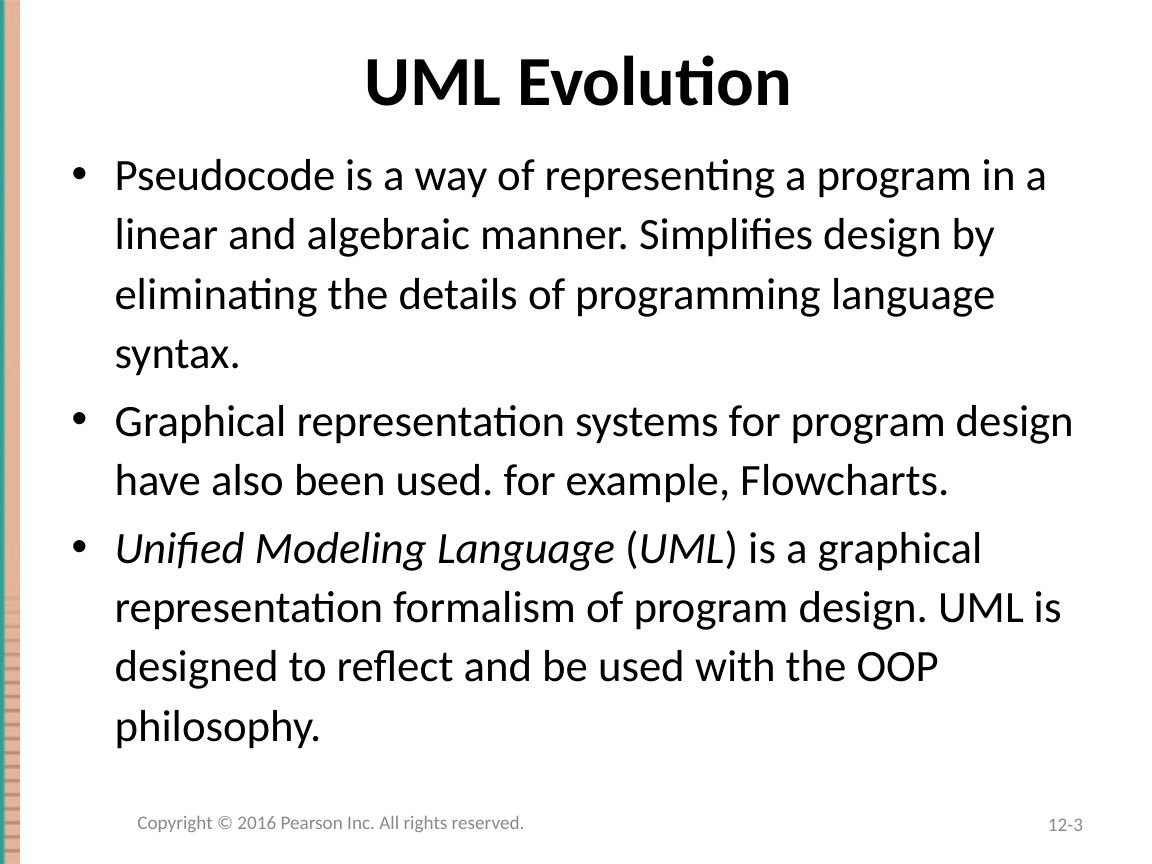 UML Evolution
• Pseudocode is a way of representing a program in a
linear and algebraic manner. Simplifies design by
eliminating the details of programming language
syntax.
• Graphical representation systems for program design
have also been used. for example, Flowcharts.
• Unified Modeling Language (UML) is a graphical
representation formalism of program design. UML is
designed to reflect and be used with the OOP
philosophy.
Copyright © 2016 Pearson Inc. All rights reserved.
12-3